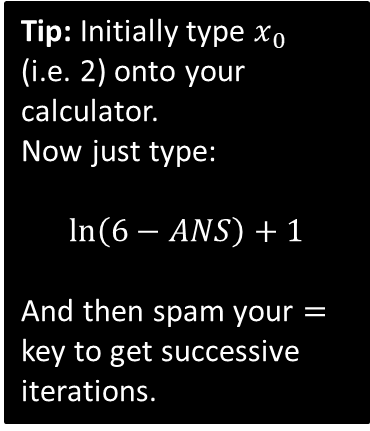 Tip: Initially type x₀
(i.e. 2) onto your
calculator.
Now just type:
ln(6 − ANS) + 1
And then spam your =
key to get successive
iterations.